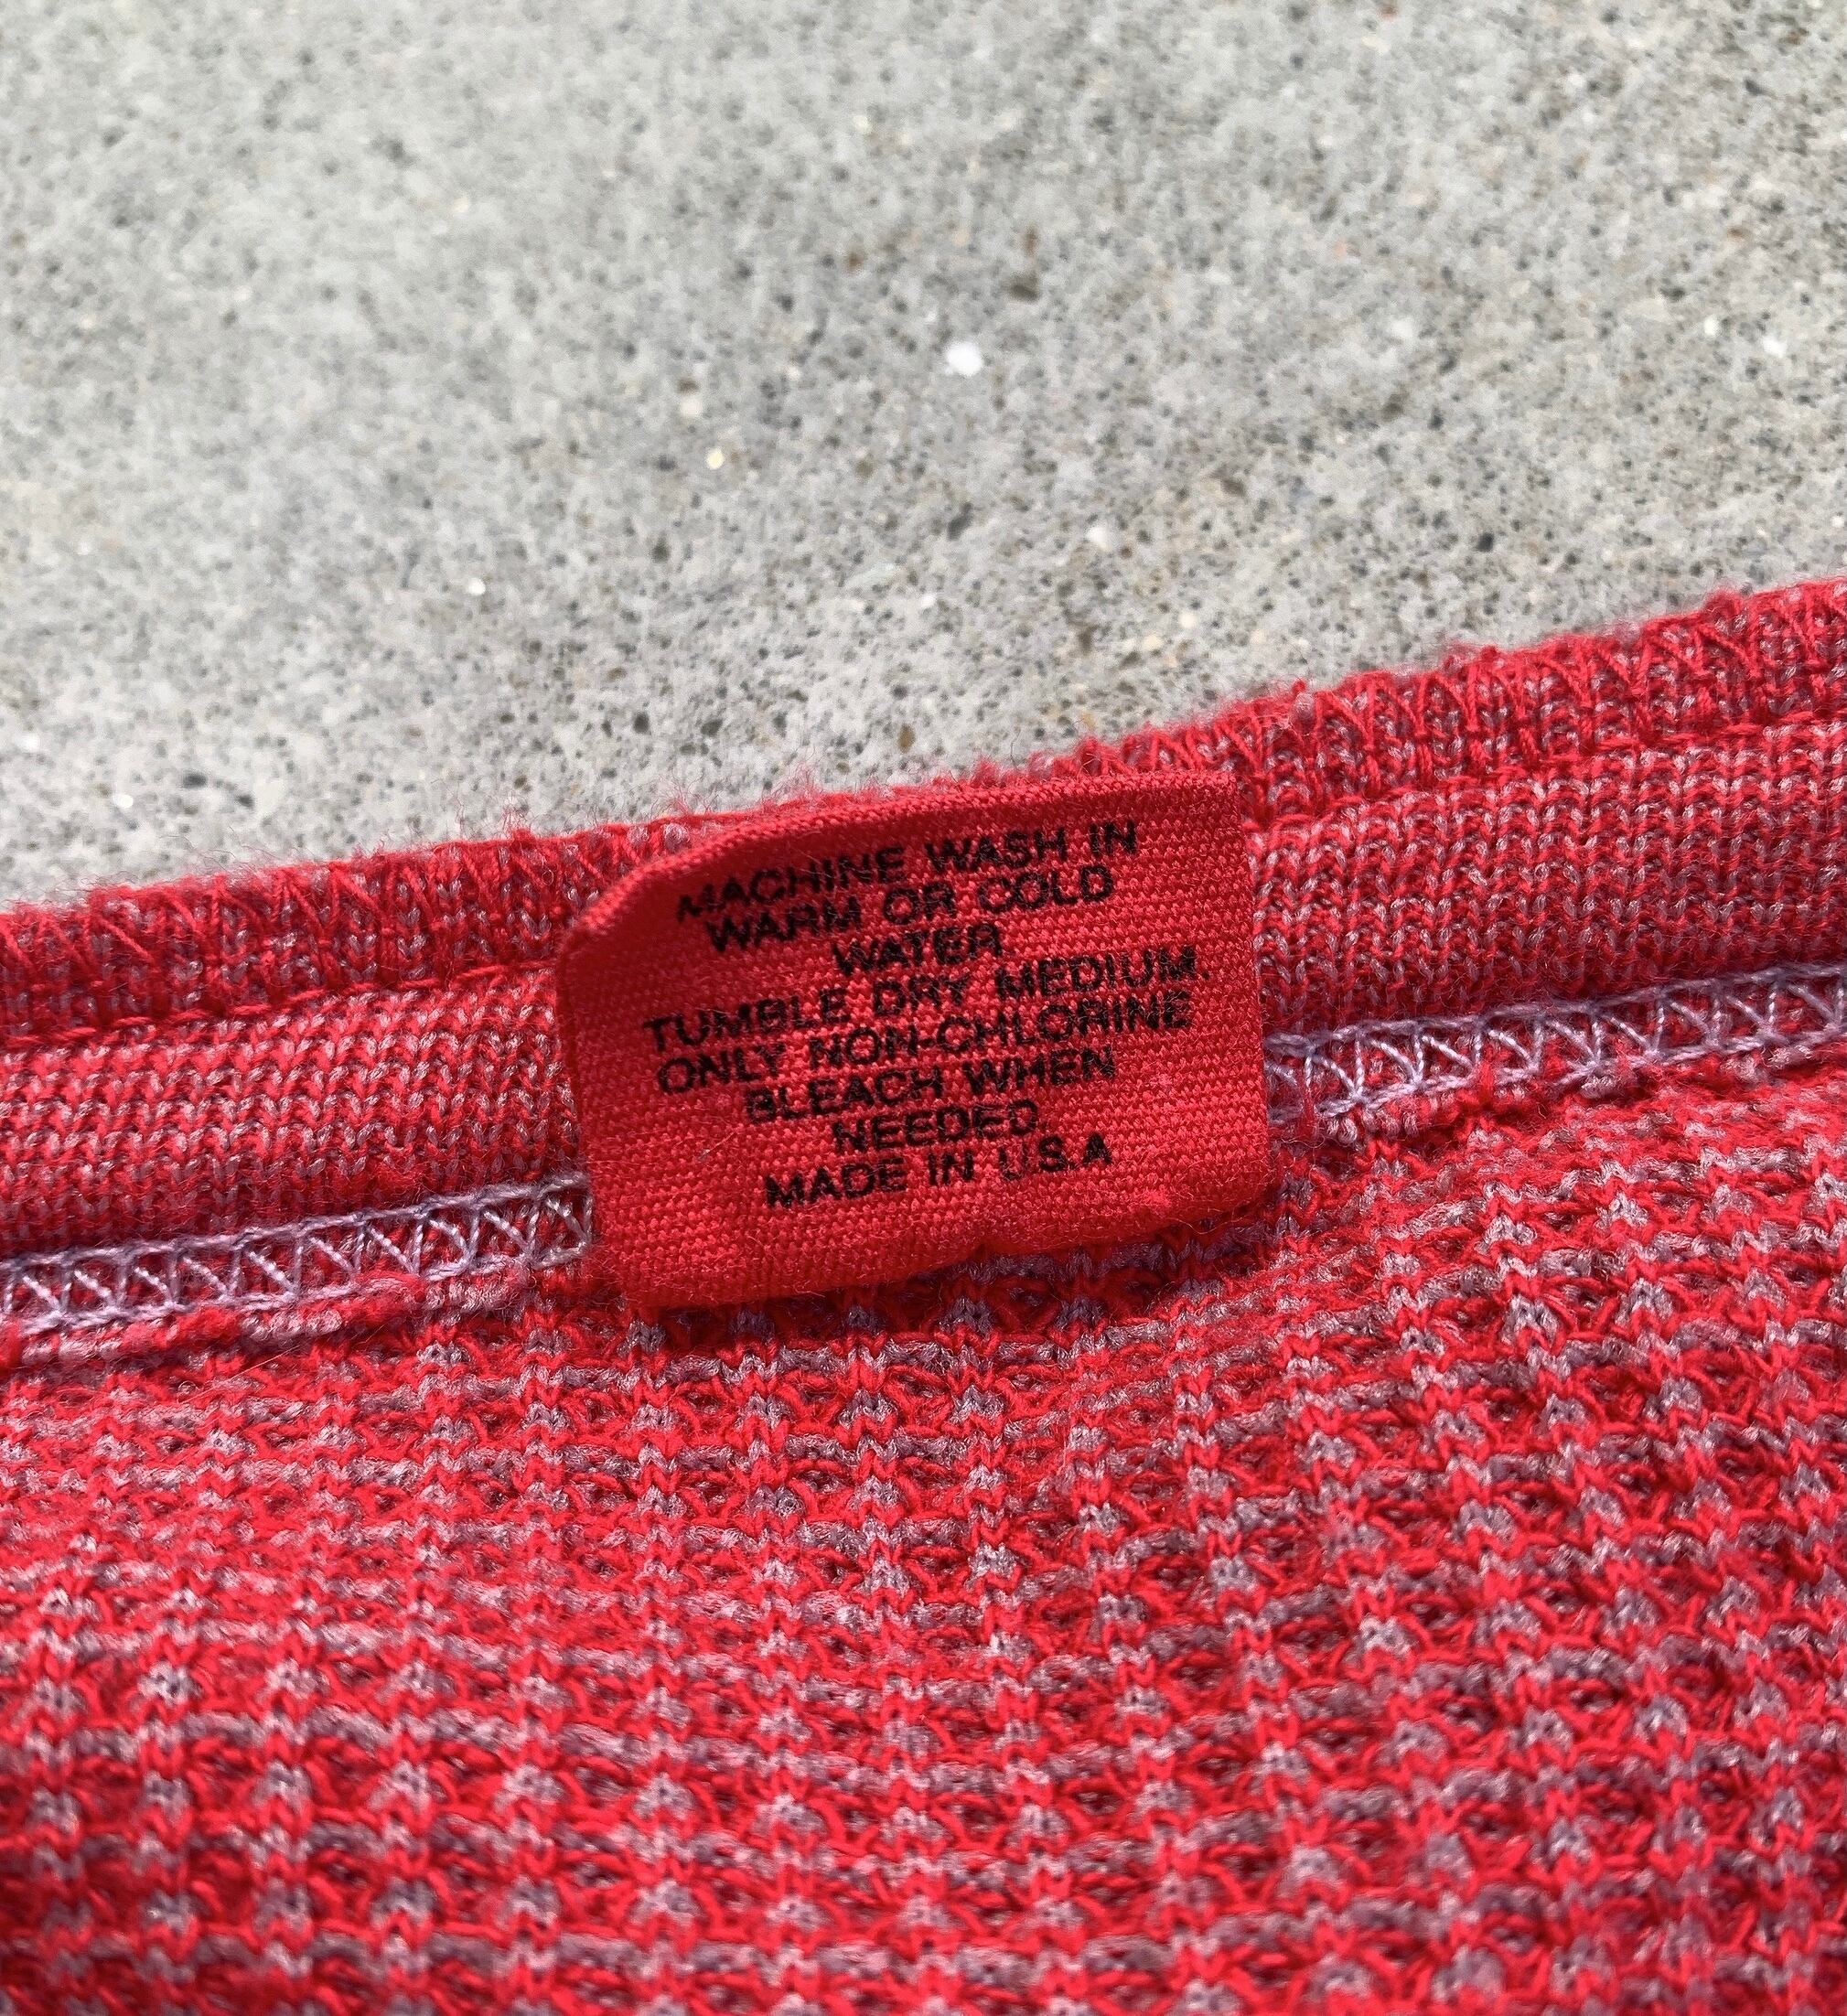 MACHINE WASH IN
WARM OR COLD
WATER
TUMBLE DRY MEDIUM.
ONLY NON-CHLORINE
BLEACH WHEN
NEEDED
MADE IN U.S.A